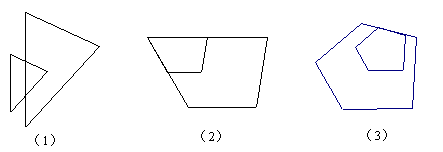 （1） （2） （3）